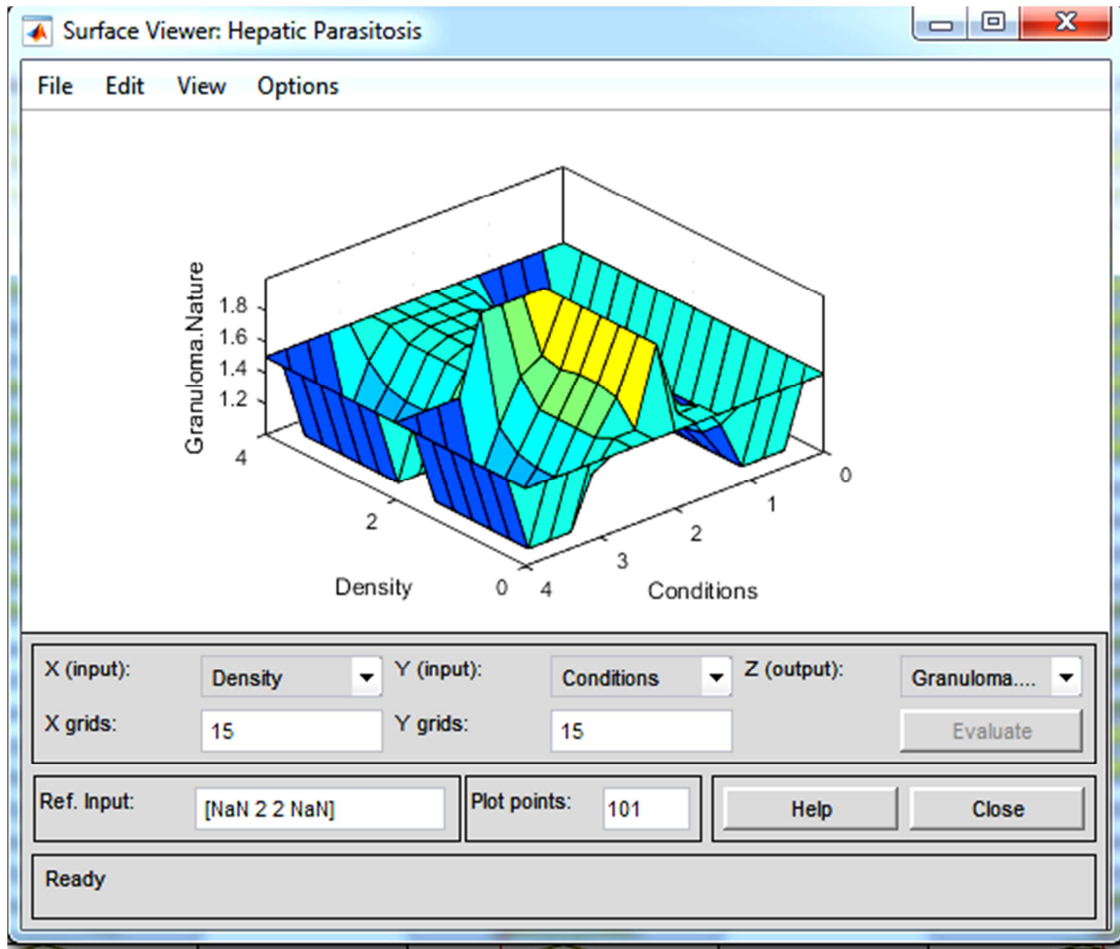 Surface Viewer: Hepatic Parasitosis
File Edit View Options
Granuloma.Nature
1.8
1.6
1.4
1.2
4
2
0
Density
4
3
2
1
0
Conditions
X (input): Density Y (input): Conditions Z (output): Granuloma....
X grids: 15 Y grids: 15 Evaluate
Ref. Input: [NaN 2 2 NaN] Plot points: 101 Help Close
Ready